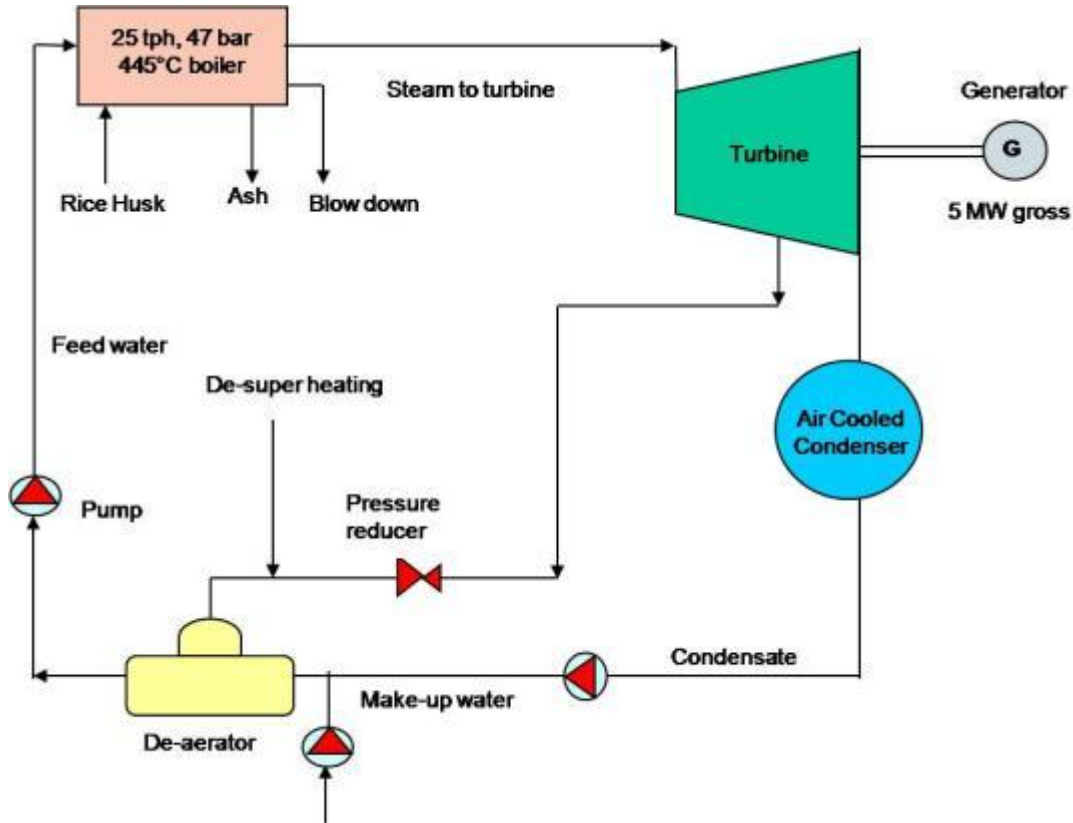 25 tph, 47 bar
445°C boiler
Steam to turbine
Generator
Turbine
G
Rice Husk
Ash
Blow down
5 MW gross
Feed water
De-super heating
Air Cooled
Condenser
Pump
Pressure
reducer
Condensate
Make-up water
De-aerator